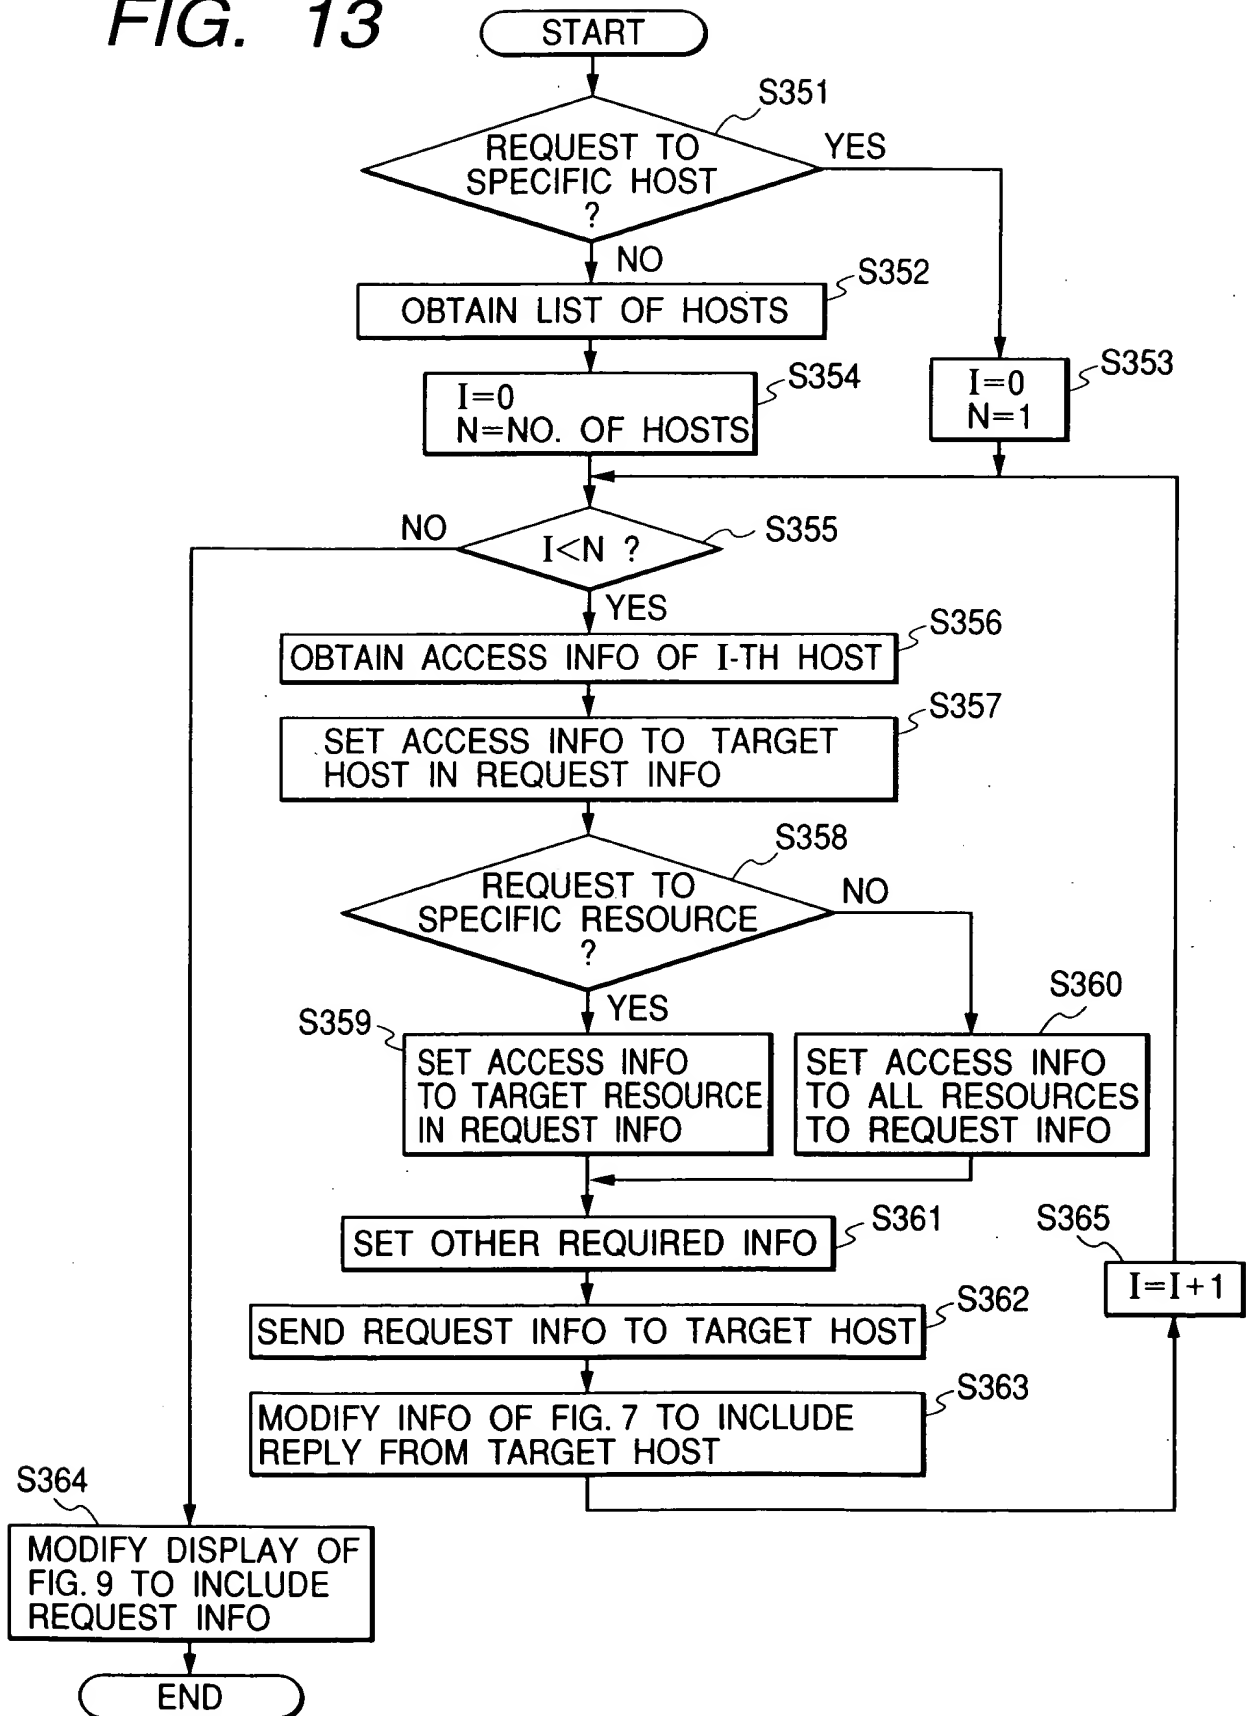 FIG. 13
START
S351
REQUEST TO
SPECIFIC HOST
?
YES
NO
S352
OBTAIN LIST OF HOSTS
S354
I=0
N=NO. OF HOSTS
S353
I=0
N=1
S355
I<N ?
NO
YES
S356
OBTAIN ACCESS INFO OF I-TH HOST
S357
SET ACCESS INFO TO TARGET
HOST IN REQUEST INFO
S358
REQUEST TO
SPECIFIC RESOURCE
?
NO
YES
S359
SET ACCESS INFO
TO TARGET RESOURCE
IN REQUEST INFO
S360
SET ACCESS INFO
TO ALL RESOURCES
TO REQUEST INFO
S361
SET OTHER REQUIRED INFO
S365
I=I+1
S362
SEND REQUEST INFO TO TARGET HOST
S363
MODIFY INFO OF FIG. 7 TO INCLUDE
REPLY FROM TARGET HOST
S364
MODIFY DISPLAY OF
FIG. 9 TO INCLUDE
REQUEST INFO
END